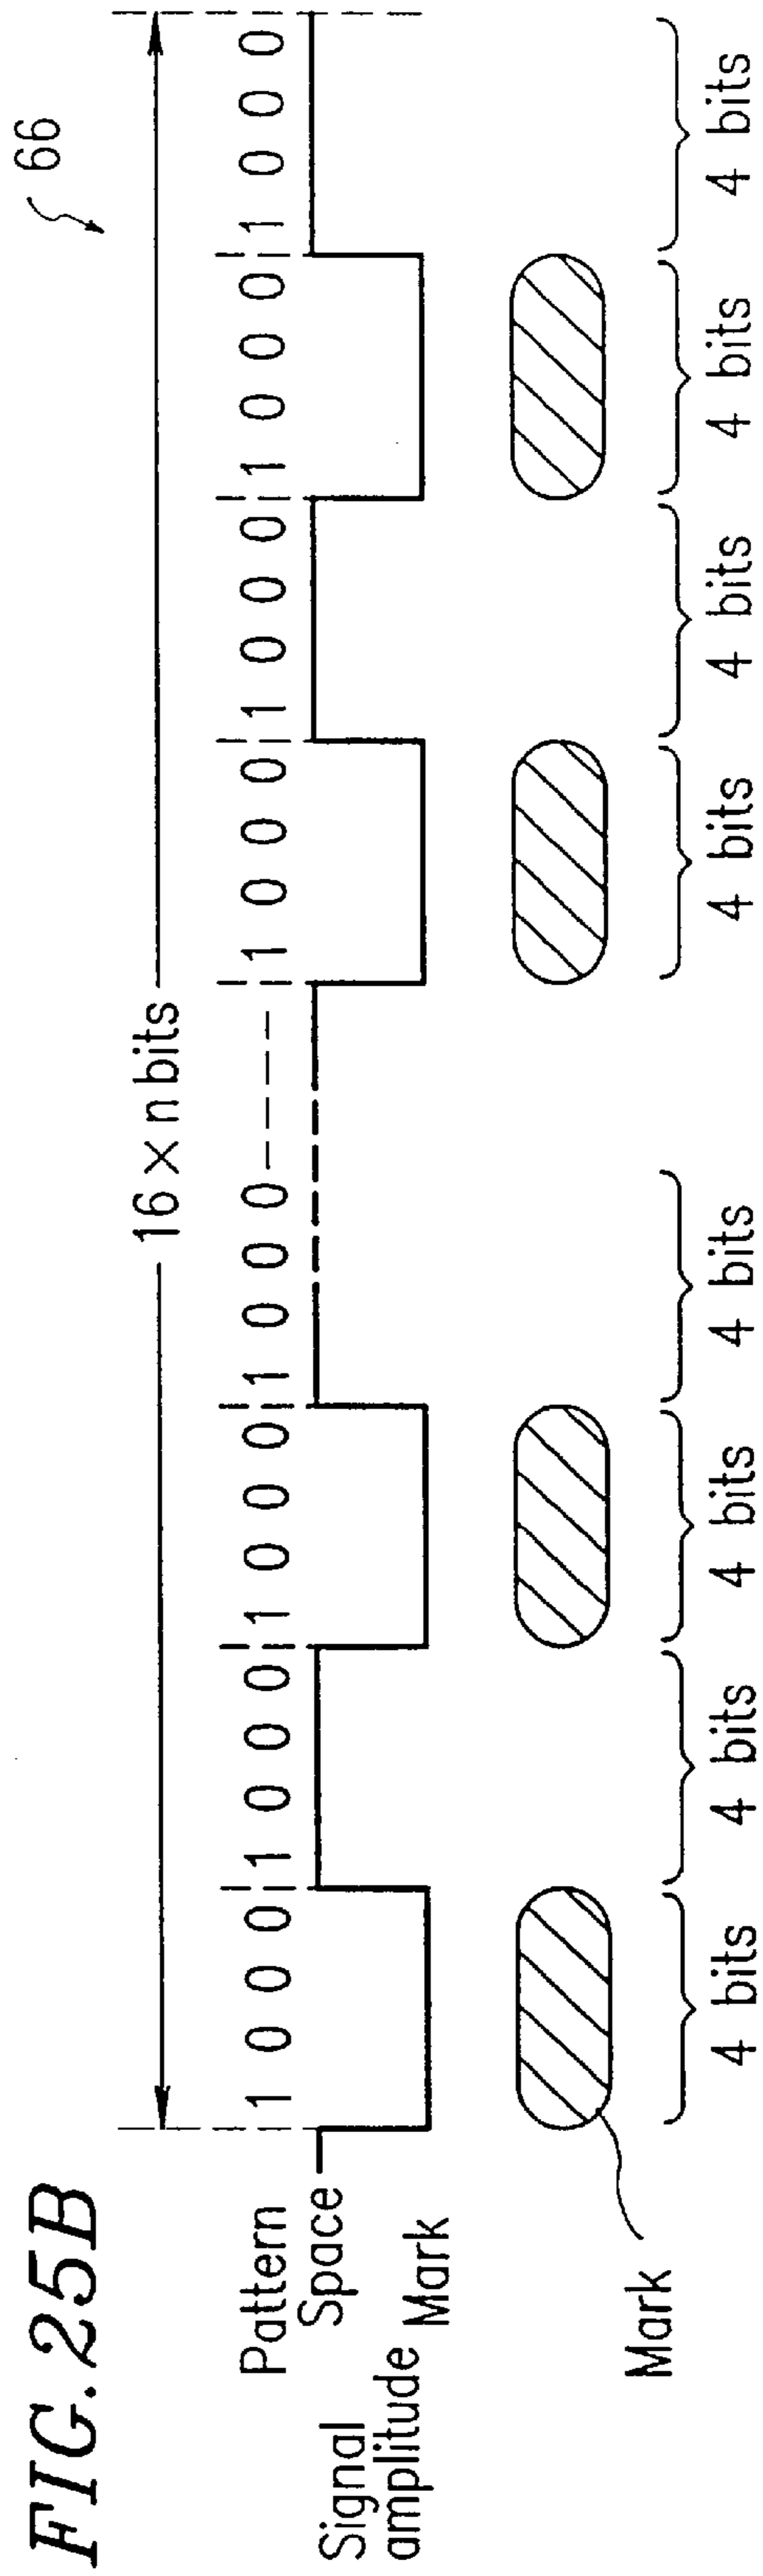 FIG. 25B
66
16 × n bits
Pattern 1 0 0 0 1 0 0 0 1 0 0 0 1 0 0 0 ---- 1 0 0 0 1 0 0 0 1 0 0 0 1 0 0 0
Signal amplitude
Space
Mark
Mark
4 bits 4 bits 4 bits 4 bits 4 bits 4 bits 4 bits 4 bits